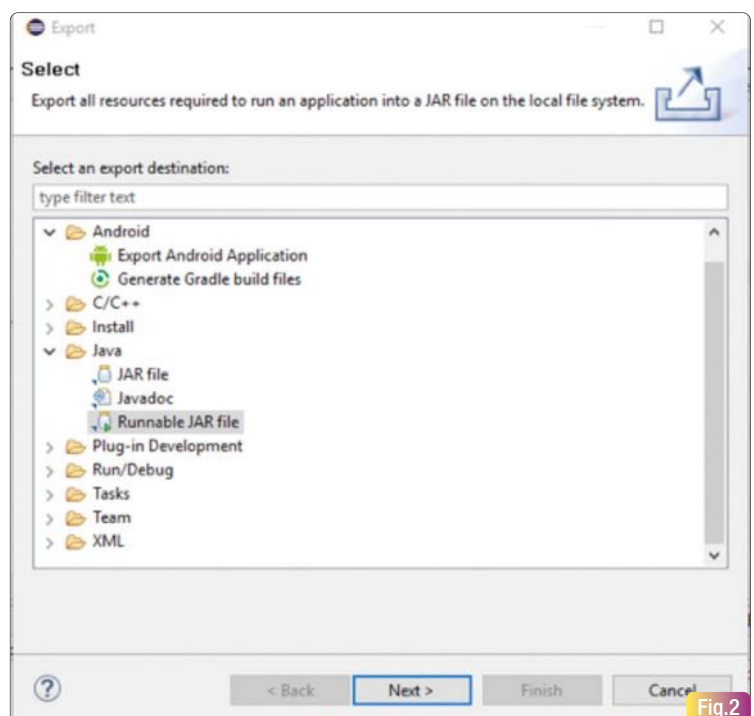 Export
Select
Export all resources required to run an application into a JAR file on the local file system.
Select an export destination:
type filter text
Android
Export Android Application
Generate Gradle build files
C/C++
Install
Java
JAR file
Javadoc
Runnable JAR file
Plug-in Development
Run/Debug
Tasks
Team
XML
? < Back Next > Finish Cancel
Fig.2